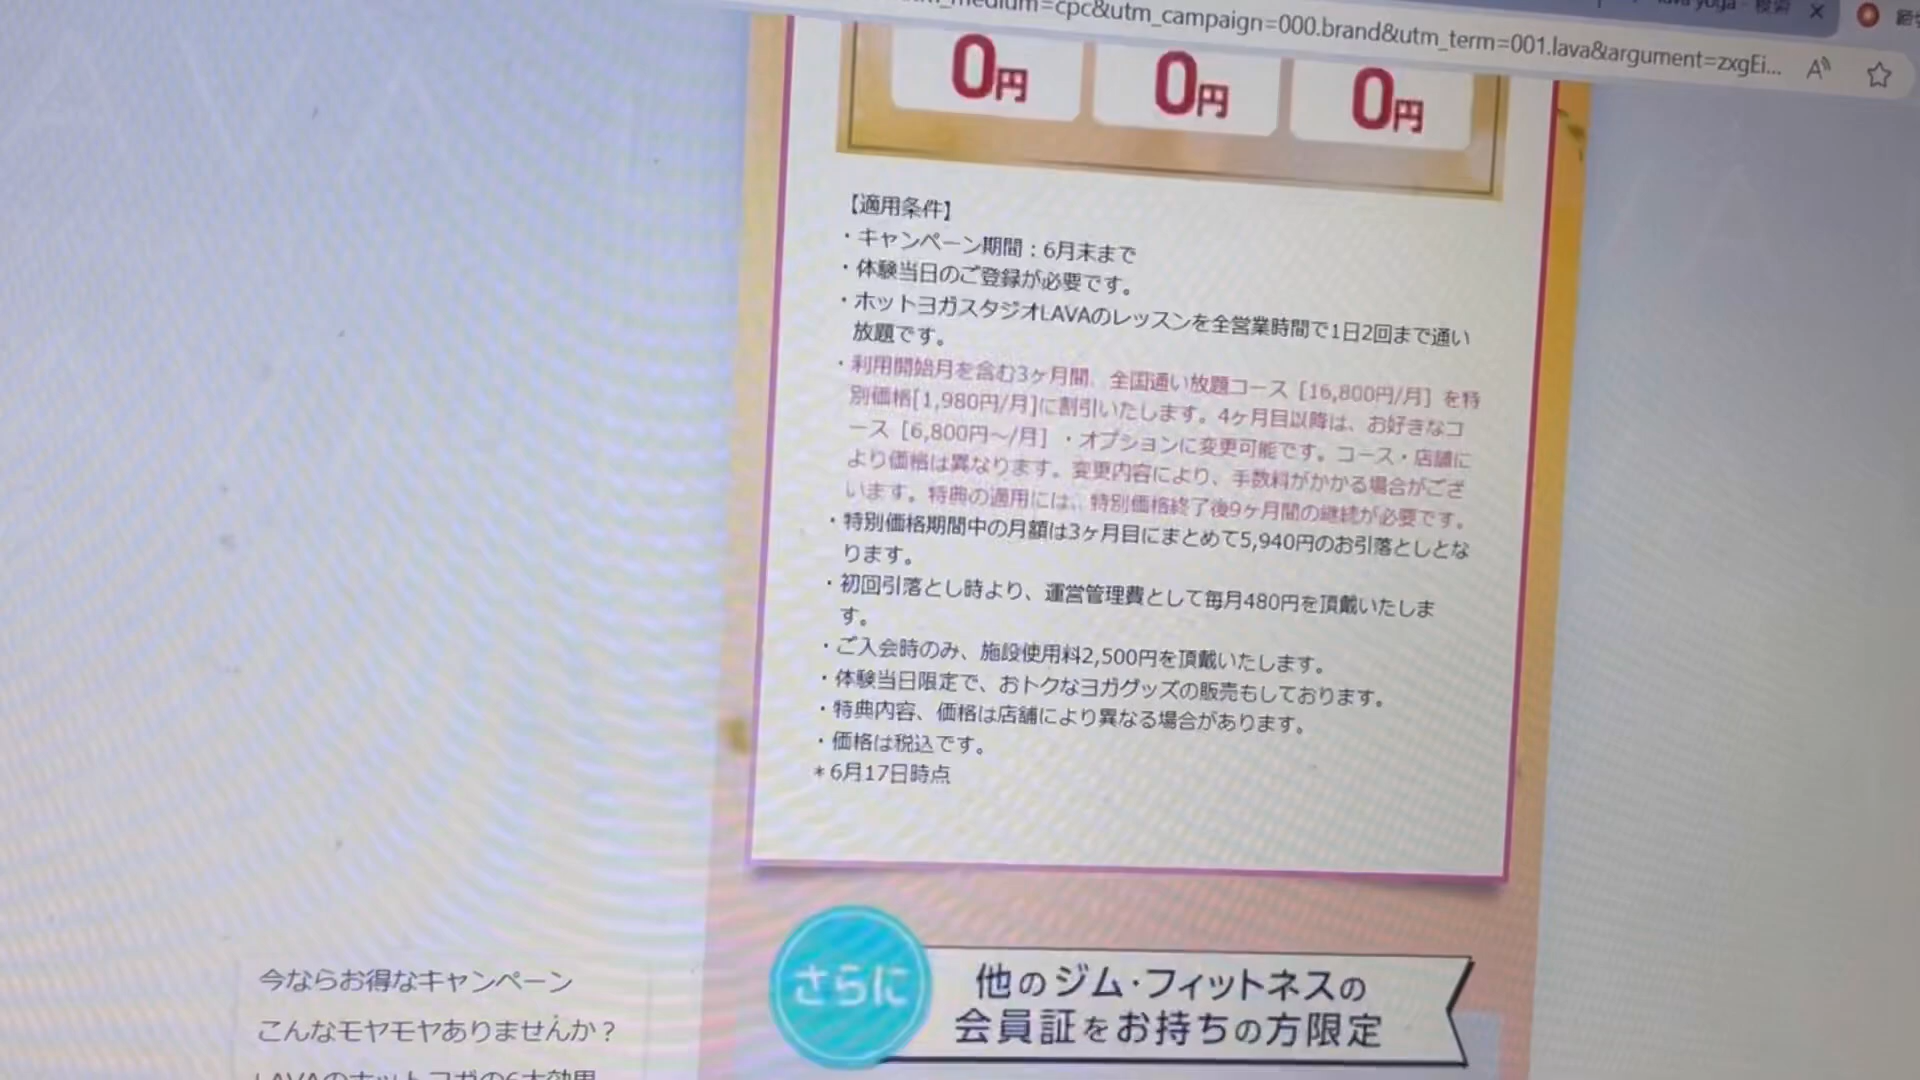 medium=cpc&utm_campaign=000.brand&utm_term=001.lava&argument=zxgEi...
0円
0円
0円
【適用条件】
・キャンペーン期間：6月末まで
・体験当日のご登録が必要です。
・ホットヨガスタジオLAVAのレッスンを全営業時間で1日2回まで通い
放題です。
・利用開始月を含む3ヶ月間、全国通い放題コース［16,800円/月］を特
別価格[1,980円/月]に割引いたします。4ヶ月目以降は、お好きなコ
ース［6,800円～/月］・オプションに変更可能です。コース・店舗に
より価格は異なります。変更内容により、手数料がかかる場合がござ
います。特典の適用には、特別価格終了後9ヶ月間の継続が必要です。
・特別価格期間中の月額は3ヶ月目にまとめて5,940円のお引落としとな
ります。
・初回引落とし時より、運営管理費として毎月480円を頂戴いたしま
す。
・ご入会時のみ、施設使用料2,500円を頂戴いたします。
・体験当日限定で、おトクなヨガグッズの販売もしております。
・特典内容、価格は店舗により異なる場合があります。
・価格は税込です。
＊6月17日時点
さらに
他のジム・フィットネスの
会員証をお持ちの方限定
今ならお得なキャンペーン
こんなモヤモヤありませんか？
LAVAのホットヨガの6大効果